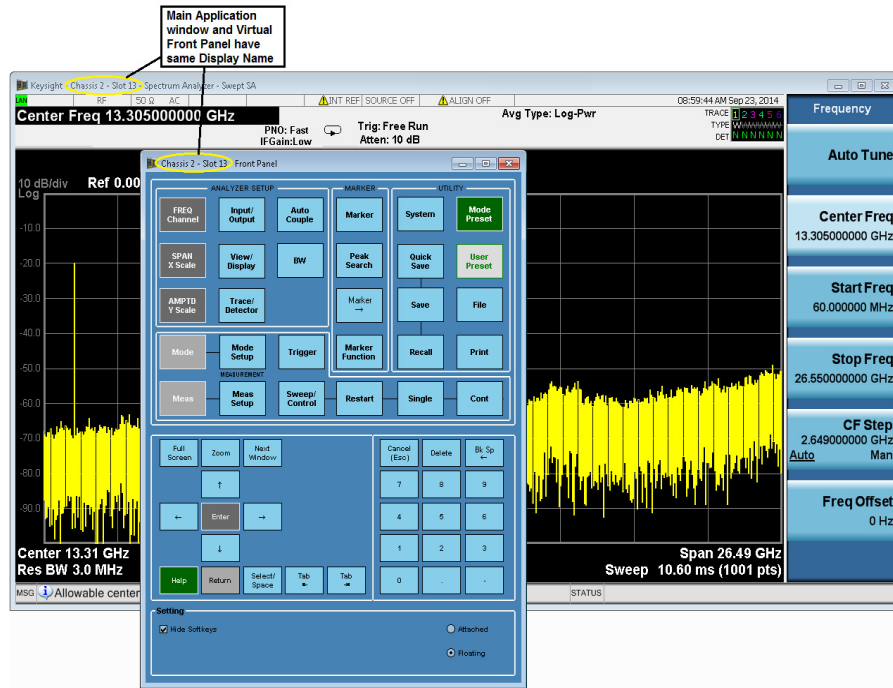 Main Application
window and Virtual
Front Panel have
same Display Name
Keysight Chassis 2 - Slot 13 - Spectrum Analyzer - Swept SA
LAN RF 50 Ω AC INT REF SOURCE OFF ALIGN OFF 08:59:44 AM Sep 23, 2014
Center Freq 13.305000000 GHz
PNO: Fast
IFGain:Low
Trig: Free Run
Atten: 10 dB
Avg Type: Log-Pwr
TRACE 1 2 3 4 5 6
TYPE WWWWWW
DET N N N N N N
10 dB/div Ref 0.00
Log
-10.0
-20.0
-30.0
-40.0
-50.0
-60.0
-70.0
-80.0
-90.0
Center 13.31 GHz
Res BW 3.0 MHz
Span 26.49 GHz
Sweep 10.60 ms (1001 pts)
MSG Allowable center
STATUS
Frequency
Auto Tune
Center Freq
13.305000000 GHz
Start Freq
60.000000 MHz
Stop Freq
26.550000000 GHz
CF Step
2.649000000 GHz
Auto Man
Freq Offset
0 Hz
Chassis 2 - Slot 13 - Front Panel
ANALYZER SETUP
MARKER
UTILITY
FREQ
Channel
Input/
Output
Auto
Couple
Marker
System
Mode
Preset
SPAN
X Scale
View/
Display
BW
Peak
Search
Quick
Save
User
Preset
AMPTD
Y Scale
Trace/
Detector
Marker
→
Save
File
Mode
Mode
Setup
Trigger
Marker
Function
Recall
Print
MEASUREMENT
Meas
Meas
Setup
Sweep/
Control
Restart
Single
Cont
Full
Screen
Zoom
Next
Window
↑
←
Enter
→
↓
Help
Return
Select/
Space
Tab
Tab
Cancel
(Esc)
Delete
Bk Sp
←
7 8 9
4 5 6
1 2 3
0 . -
Setting
Hide Softkeys
Attached
Floating